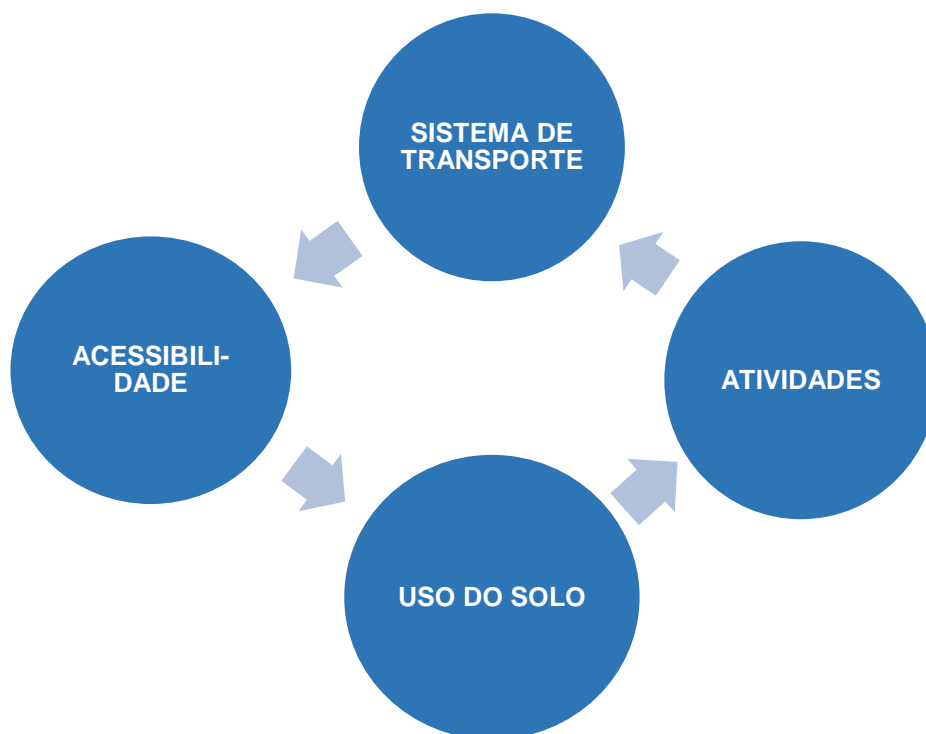 SISTEMA DE
TRANSPORTE
ACESSIBILI-
DADE
ATIVIDADES
USO DO SOLO